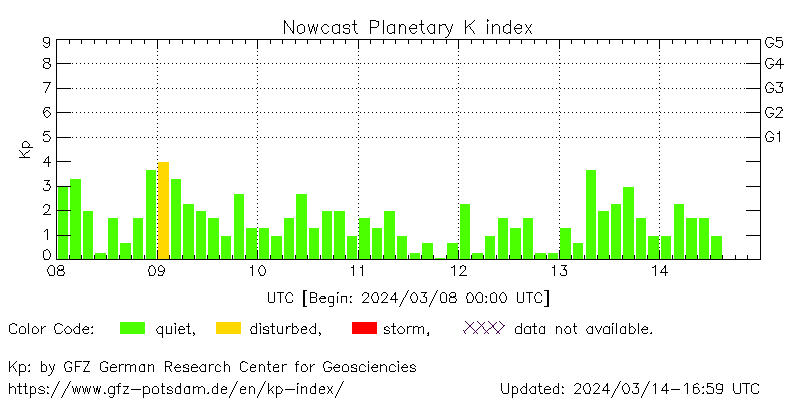 Nowcast Planetary K index
9 G5
8 G4
7 G3
6 G2
5 G1
4
3
2
1
0
Kp
08 09 10 11 12 13 14
UTC [Begin: 2024/03/08 00:00 UTC]
Color Code: quiet, disturbed, storm, data not available.
Kp: by GFZ German Research Center for Geosciencies
https://www.gfz-potsdam.de/en/kp-index/ Updated: 2024/03/14-16:59 UTC